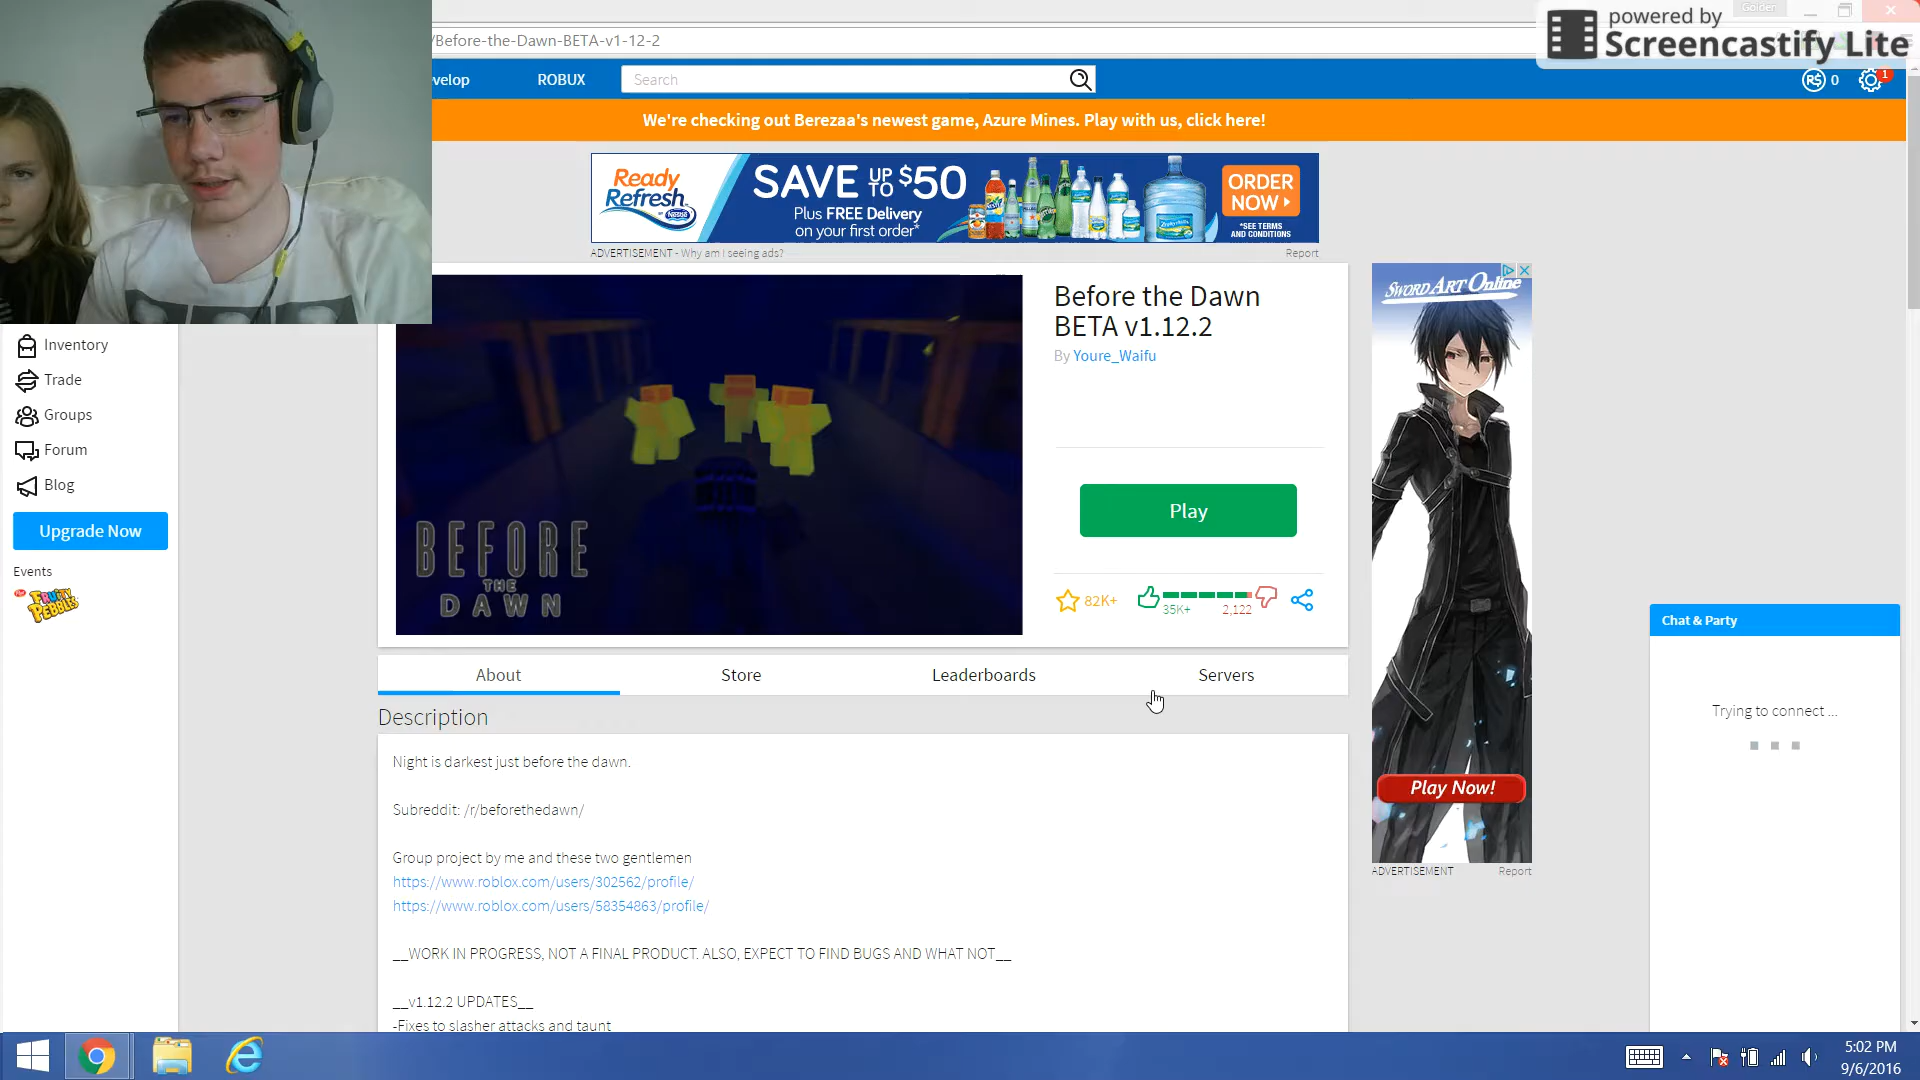 Golden
powered by
Screencastify Lite
/Before-the-Dawn-BETA-v1-12-2
velop
ROBUX
Search
R$ 0
1
We're checking out Berezaa's newest game, Azure Mines. Play with us, click here!
Ready
Refresh
by Nestlé
SAVE UP TO $50
Plus FREE Delivery
on your first order*
ORDER
NOW
*SEE TERMS
AND CONDITIONS
ADVERTISEMENT - Why am I seeing ads?
Report
Before the Dawn
BETA v1.12.2
By Youre_Waifu
SWORD ART Online
Inventory
Trade
Groups
Forum
Blog
Upgrade Now
Events
Post
FRUITY
PEBBLES
BEFORE
THE
DAWN
Play
82K+
35K+
2,122
Chat & Party
Trying to connect ...
Play Now!
ADVERTISEMENT
Report
About
Store
Leaderboards
Servers
Description
Night is darkest just before the dawn.
Subreddit: /r/beforethedawn/
Group project by me and these two gentlemen
https://www.roblox.com/users/302562/profile/
https://www.roblox.com/users/58354863/profile/
__WORK IN PROGRESS, NOT A FINAL PRODUCT. ALSO, EXPECT TO FIND BUGS AND WHAT NOT__
__v1.12.2 UPDATES__
-Fixes to slasher attacks and taunt
5:02 PM
9/6/2016